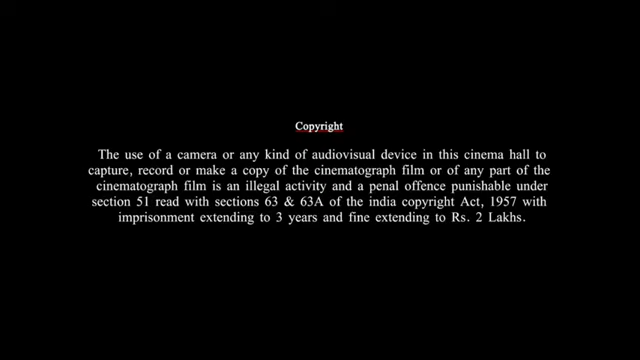 Copyright
The use of a camera or any kind of audiovisual device in this cinema hall to
capture, record or make a copy of the cinematograph film or of any part of the
cinematograph film is an illegal activity and a penal offence punishable under
section 51 read with sections 63 & 63A of the india copyright Act, 1957 with
imprisonment extending to 3 years and fine extending to Rs. 2 Lakhs.